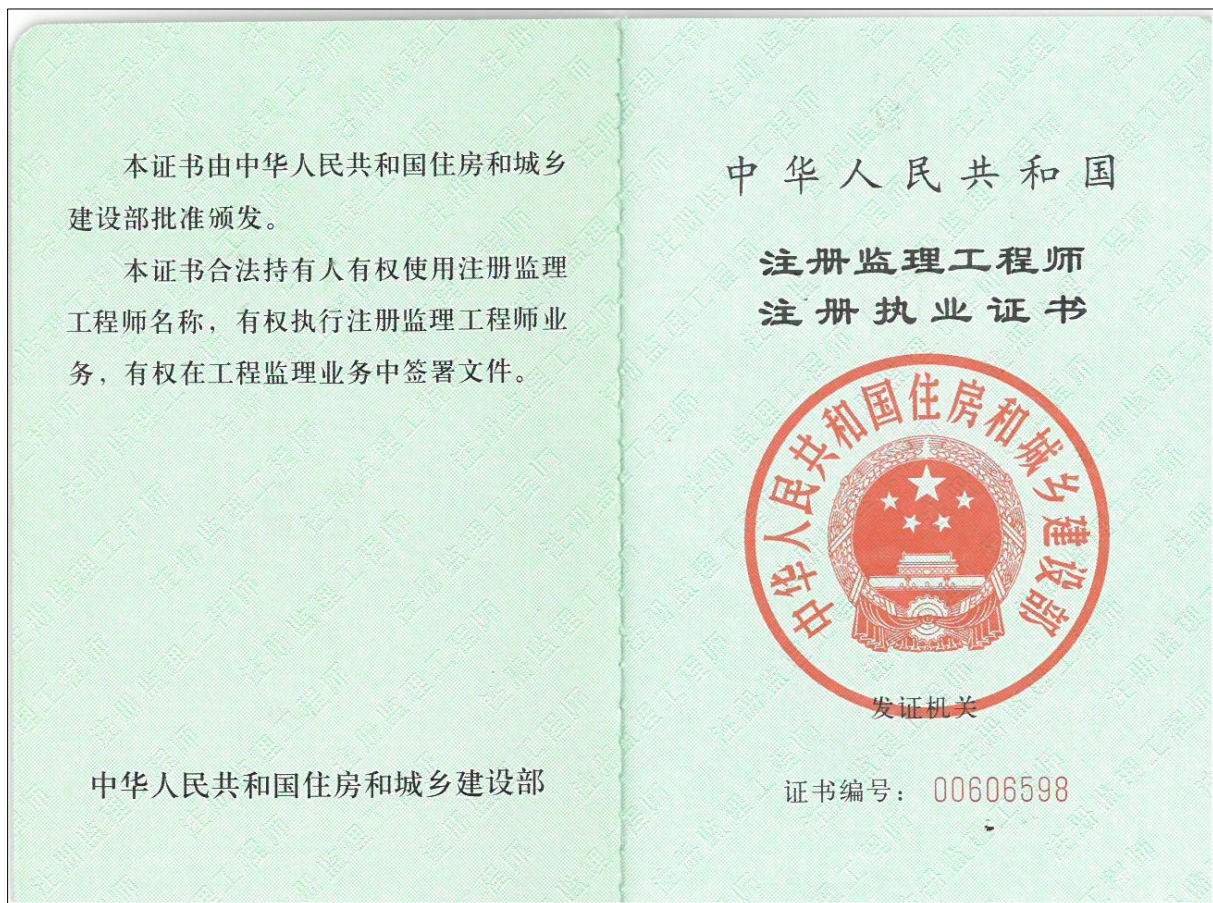 本证书由中华人民共和国住房和城乡
建设部批准颁发。
本证书合法持有人有权使用注册监理
工程师名称，有权执行注册监理工程师业
务，有权在工程监理业务中签署文件。
中华人民共和国住房和城乡建设部
中华人民共和国
注册监理工程师
注册执业证书
中华人民共和国住房和城乡建设部
发证机关
证书编号：00606598